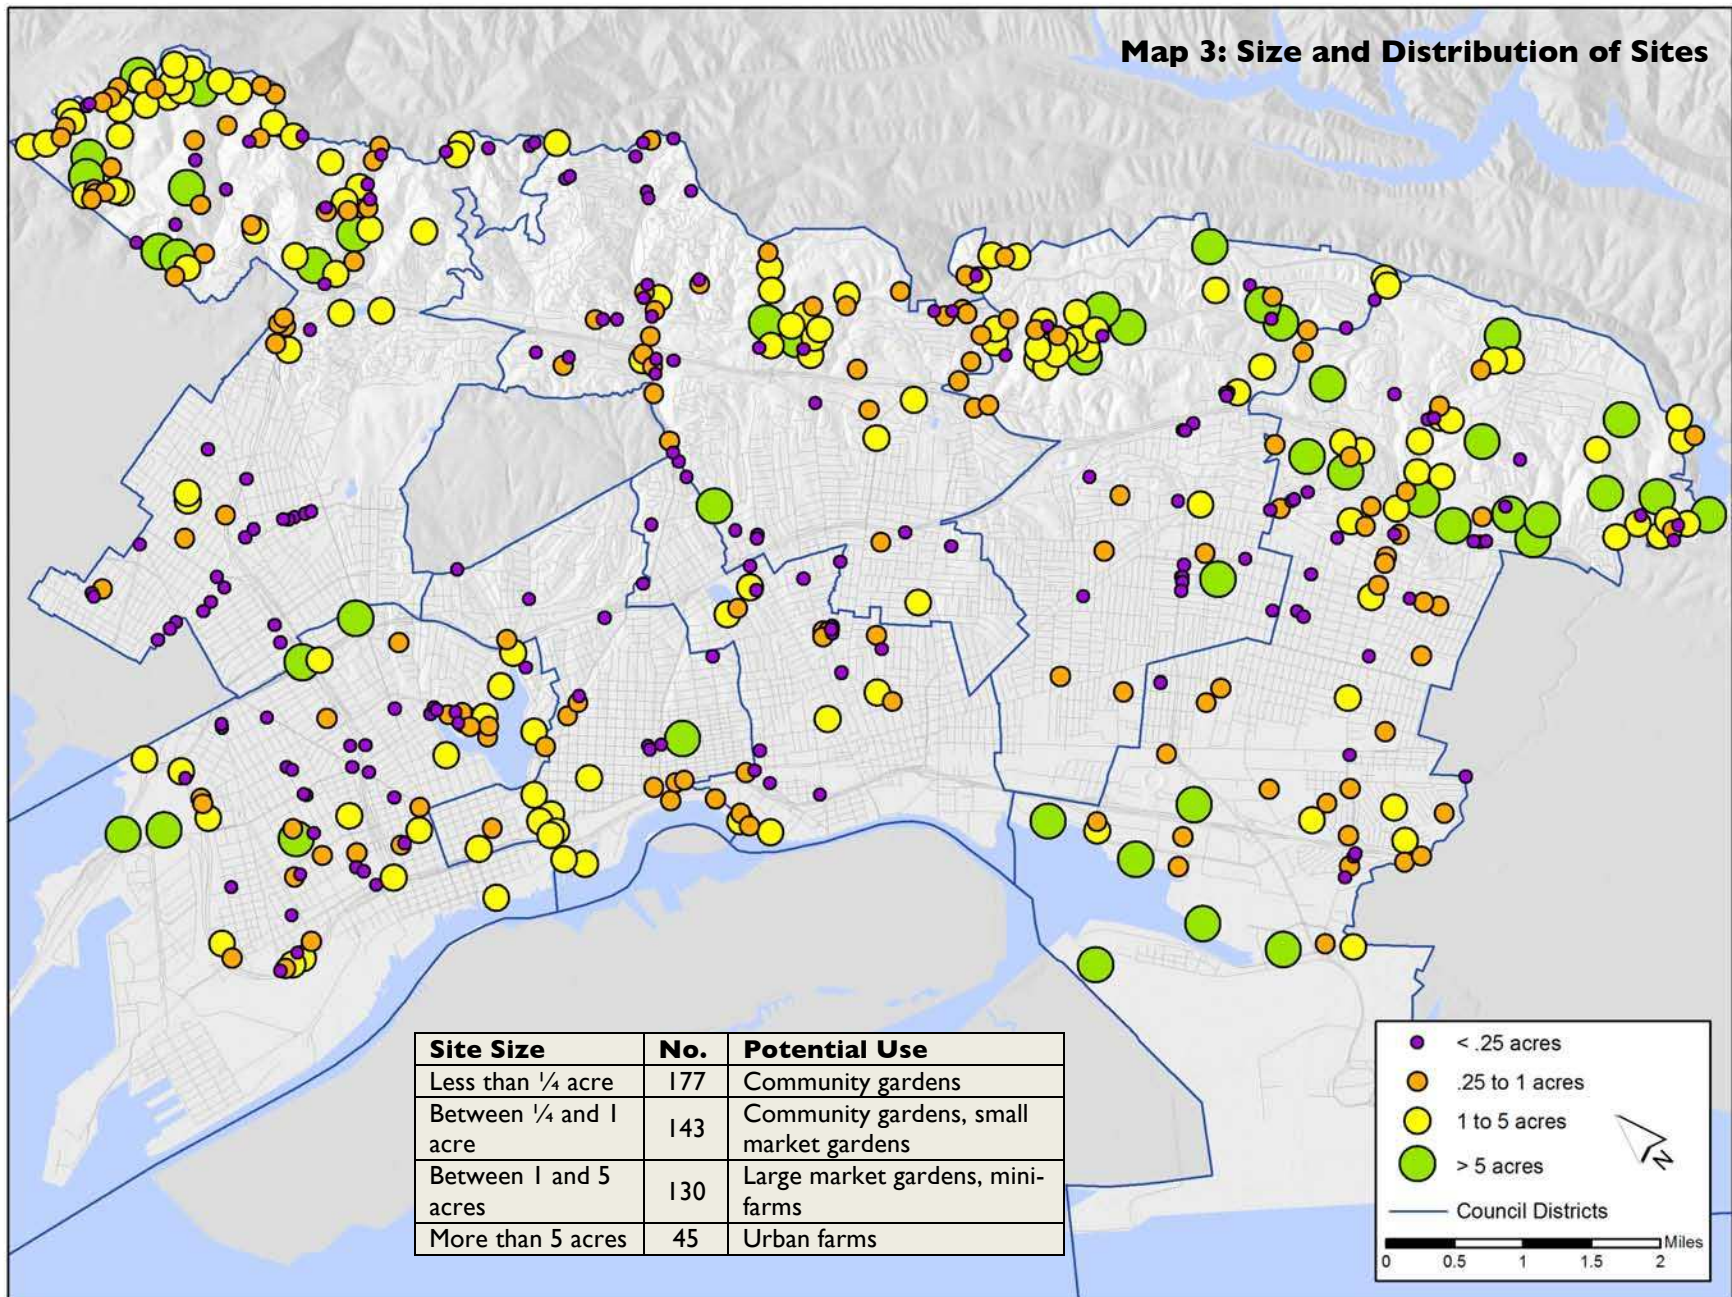 Map 3: Size and Distribution of Sites
Site Size No. Potential Use
Less than ¼ acre 177 Community gardens
Between ¼ and 1
acre 143 Community gardens, small
market gardens
Between 1 and 5
acres 130 Large market gardens, mini-
farms
More than 5 acres 45 Urban farms
< .25 acres
.25 to 1 acres
1 to 5 acres
> 5 acres
N
Council Districts
Miles
0 0.5 1 1.5 2